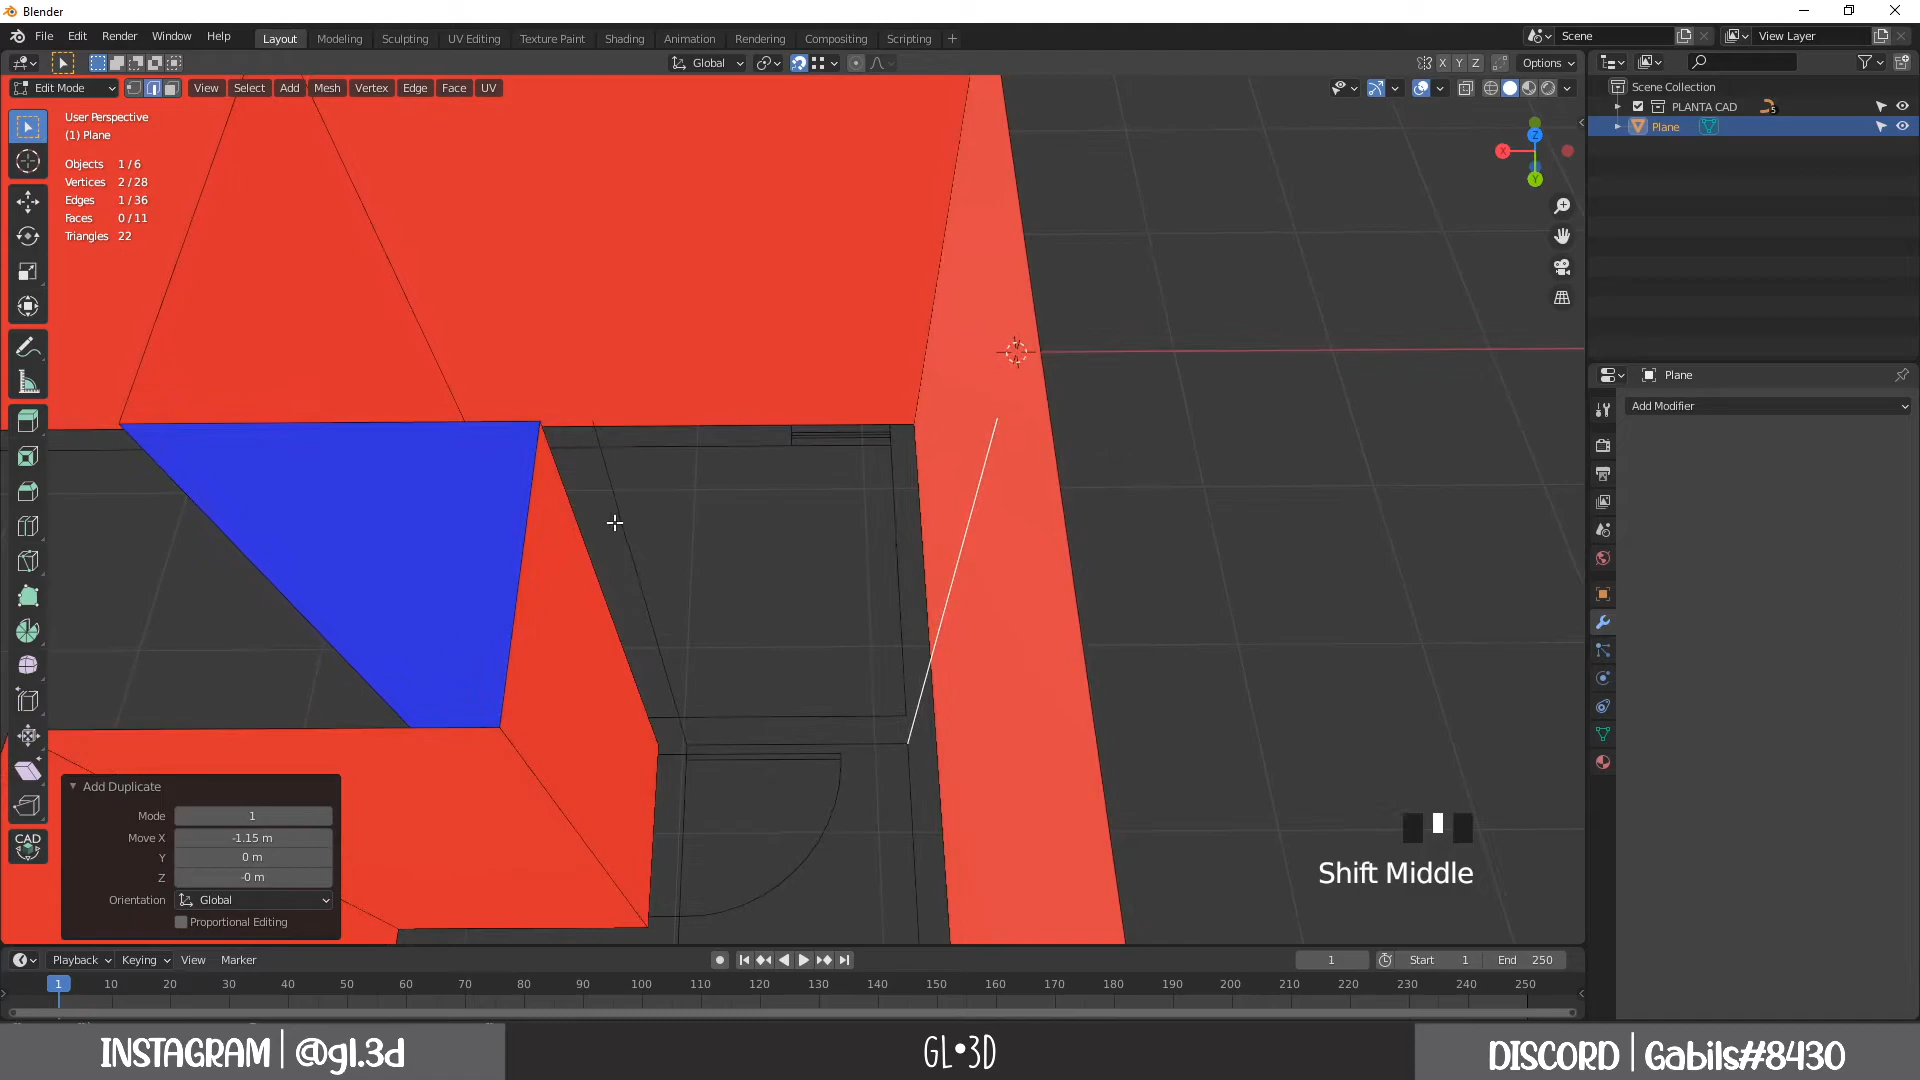 Blender
File Edit Render Window Help
Layout Modeling Sculpting UV Editing Texture Paint Shading Animation Rendering Compositing Scripting +
Scene
View Layer
Global
X Y Z Options
Edit Mode View Select Add Mesh Vertex Edge Face UV
User Perspective
(1) Plane
Objects 1 / 6
Vertices 2 / 28
Edges 1 / 36
Faces 0 / 11
Triangles 22
X
Z
Y
Scene Collection
PLANTA CAD 5
Plane
Plane
Add Modifier
CAD
Add Duplicate
Mode 1
Move X -1.15 m
Y 0 m
Z -0 m
Orientation Global
Proportional Editing
Shift Middle
Playback Keying View Marker
1 Start 1 End 250
1 10 20 30 40 50 60 70 80 90 100 110 120 130 140 150 160 170 180 190 200 210 220 230 240 250
INSTAGRAM | @gl.3d
GL•3D
DISCORD | Gabils#8430